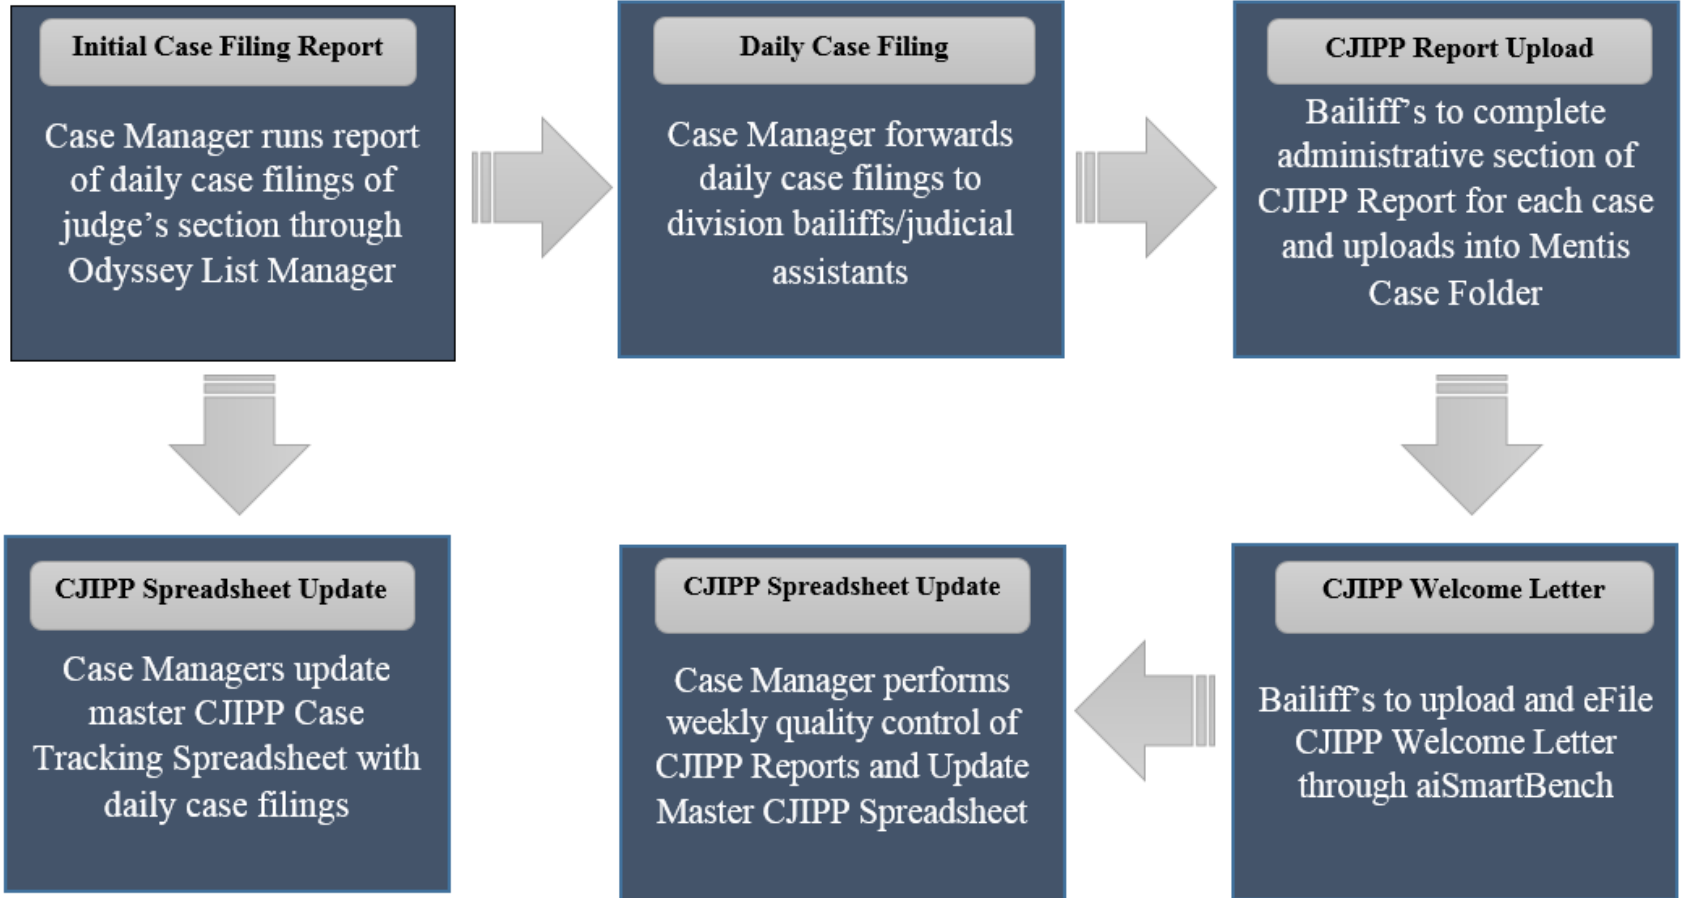 Initial Case Filing Report
Case Manager runs report
of daily case filings of
judge’s section through
Odyssey List Manager
Daily Case Filing
Case Manager forwards
daily case filings to
division bailiffs/judicial
assistants
CJIPP Report Upload
Bailiff’s to complete
administrative section of
CJIPP Report for each case
and uploads into Mentis
Case Folder
CJIPP Spreadsheet Update
Case Managers update
master CJIPP Case
Tracking Spreadsheet with
daily case filings
CJIPP Spreadsheet Update
Case Manager performs
weekly quality control of
CJIPP Reports and Update
Master CJIPP Spreadsheet
CJIPP Welcome Letter
Bailiff’s to upload and eFile
CJIPP Welcome Letter
through aiSmartBench